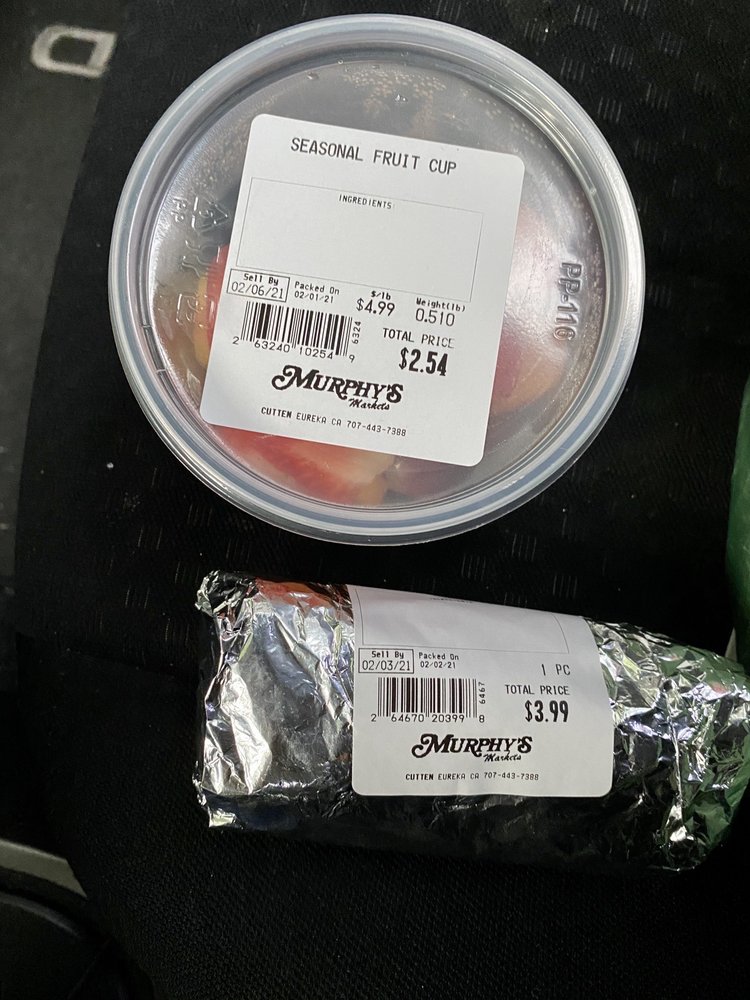 SEASONAL FRUIT CUP
INGREDIENTS:
Sell By Packed On $/lb Weight(lb)
02/06/21 02/01/21 $4.99 0.510
TOTAL PRICE
6324
2 63240 10254 9
$2.54
MURPHY'S
Markets
CUTTEN EUREKA CA 707-443-7388
PP-116
PP
Sell By Packed On
02/03/21 02/02/21
1 PC
TOTAL PRICE
6467
2 64670 20399 8
$3.99
MURPHY'S
Markets
CUTTEN EUREKA CA 707-443-7388